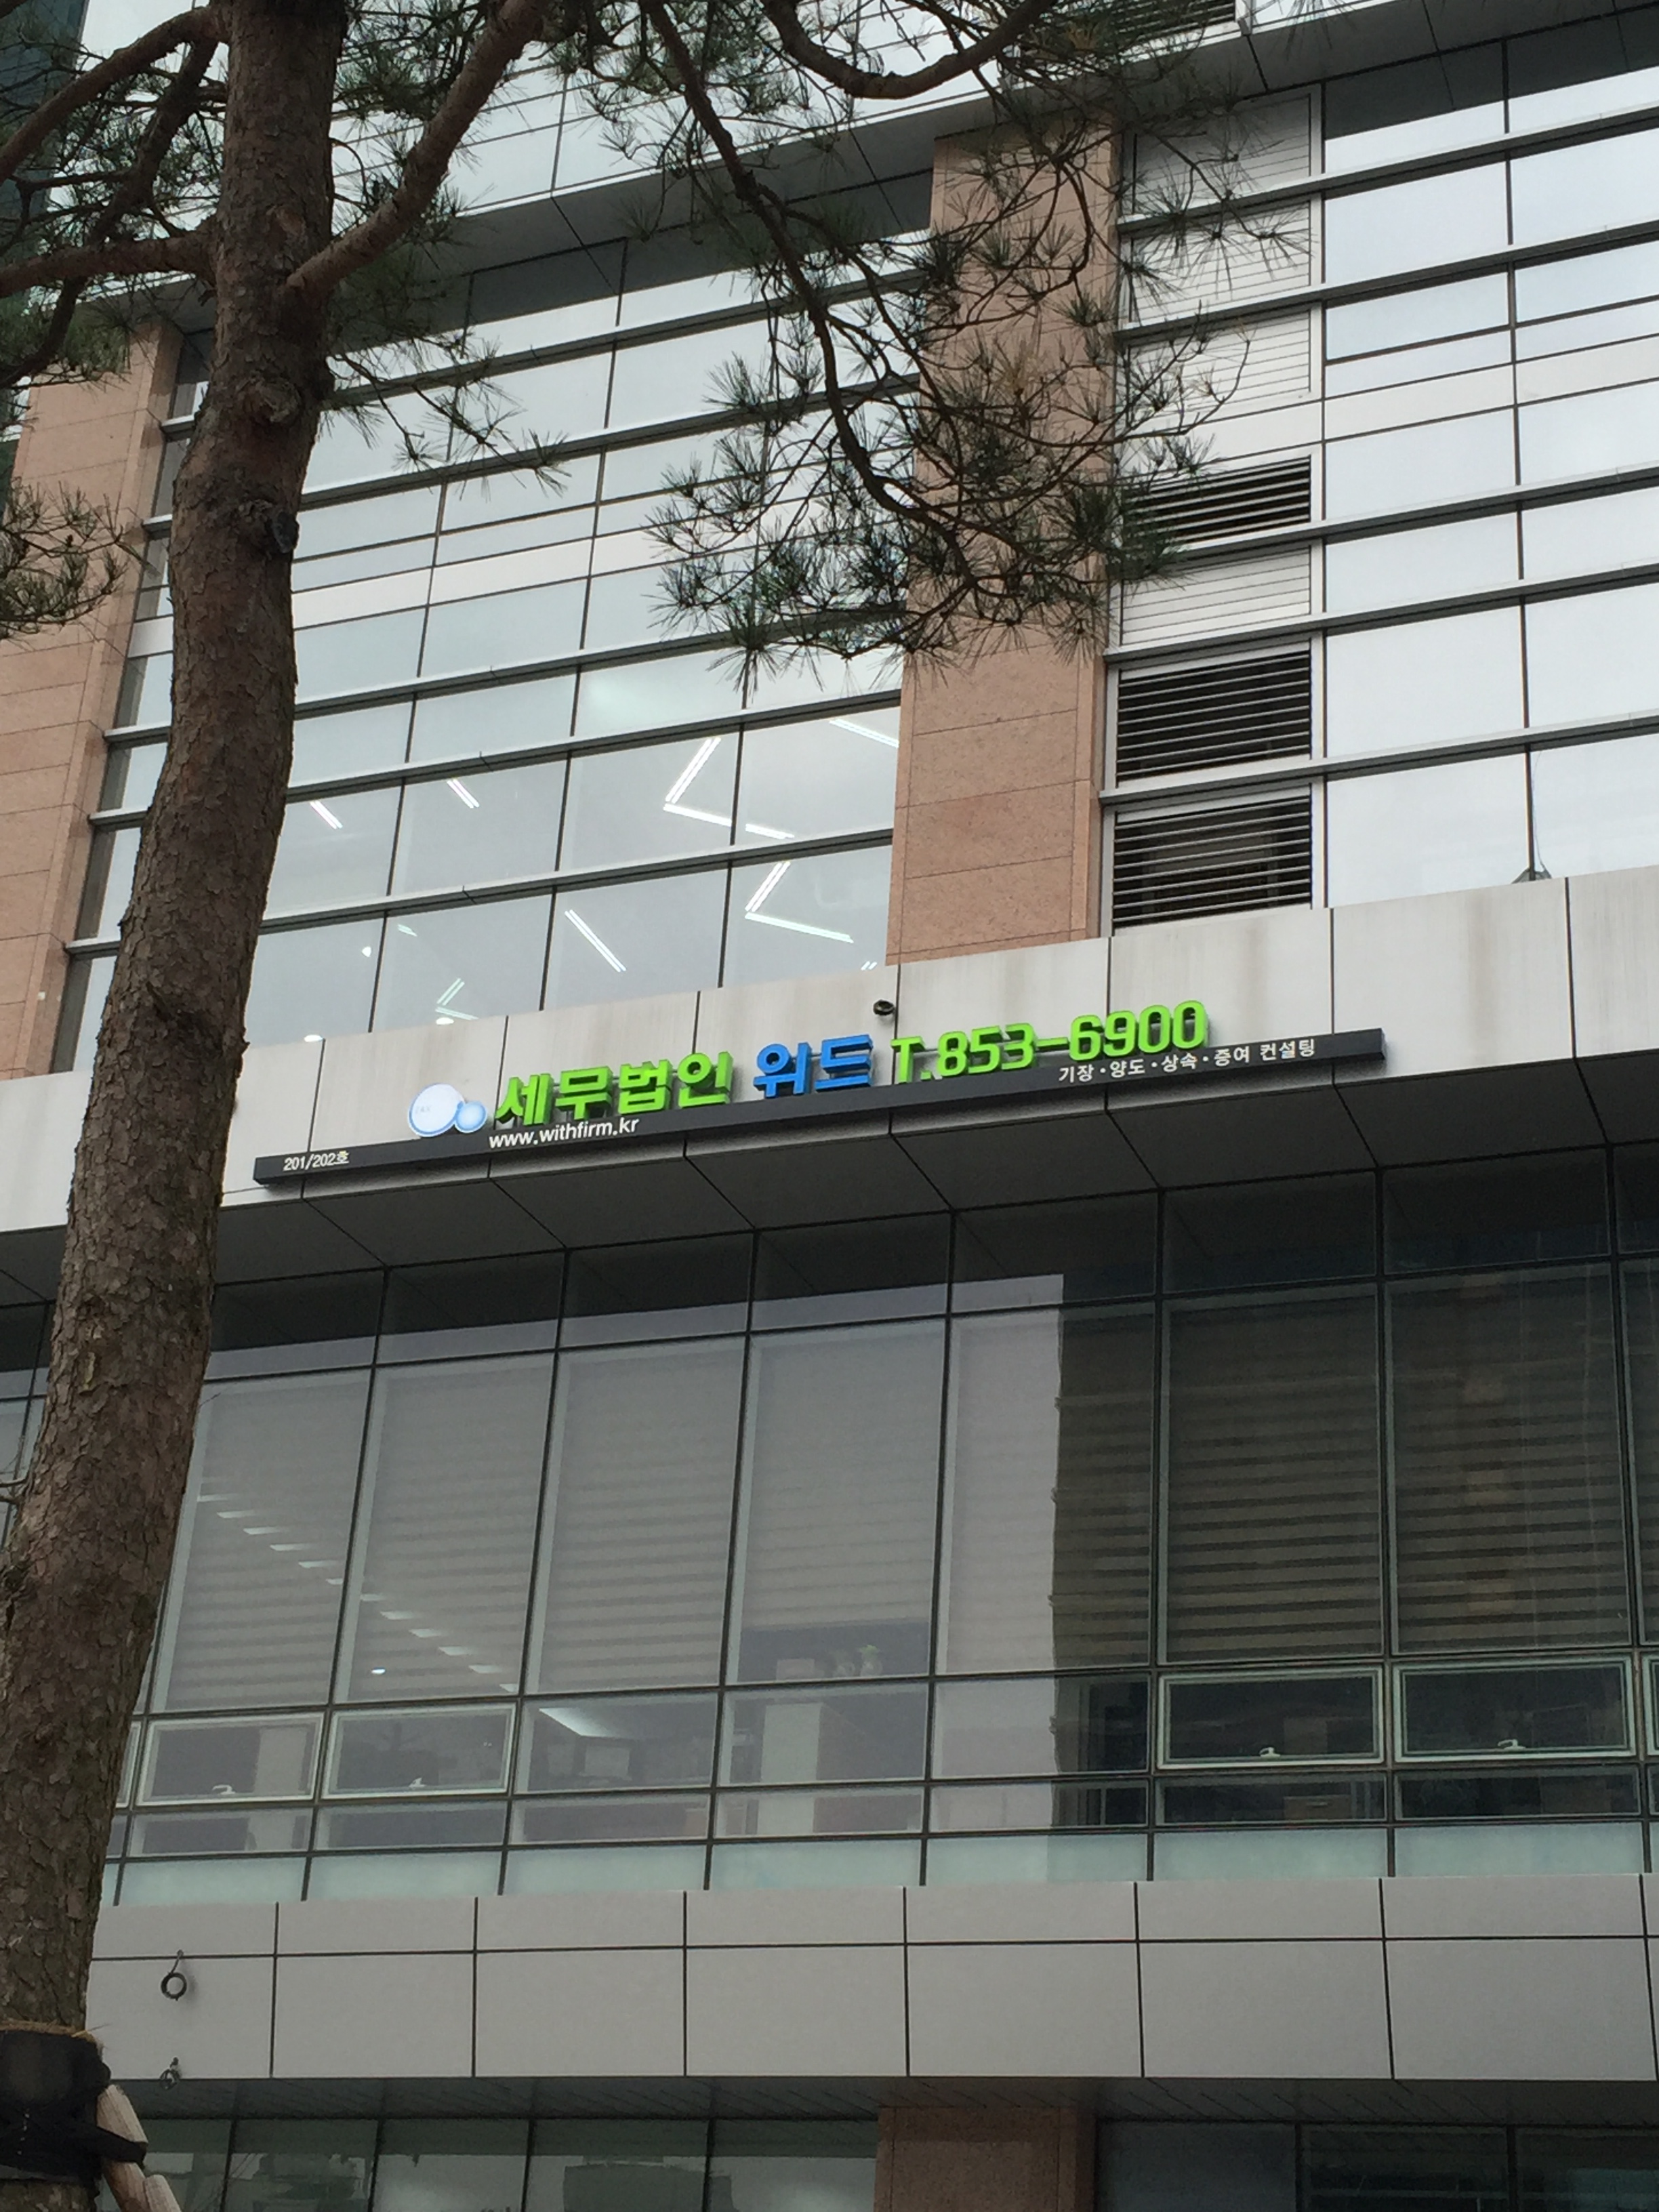 세무법인 위드 T.853-6900
기장·양도·상속·증여 컨설팅
www.withfirm.kr
201/202호